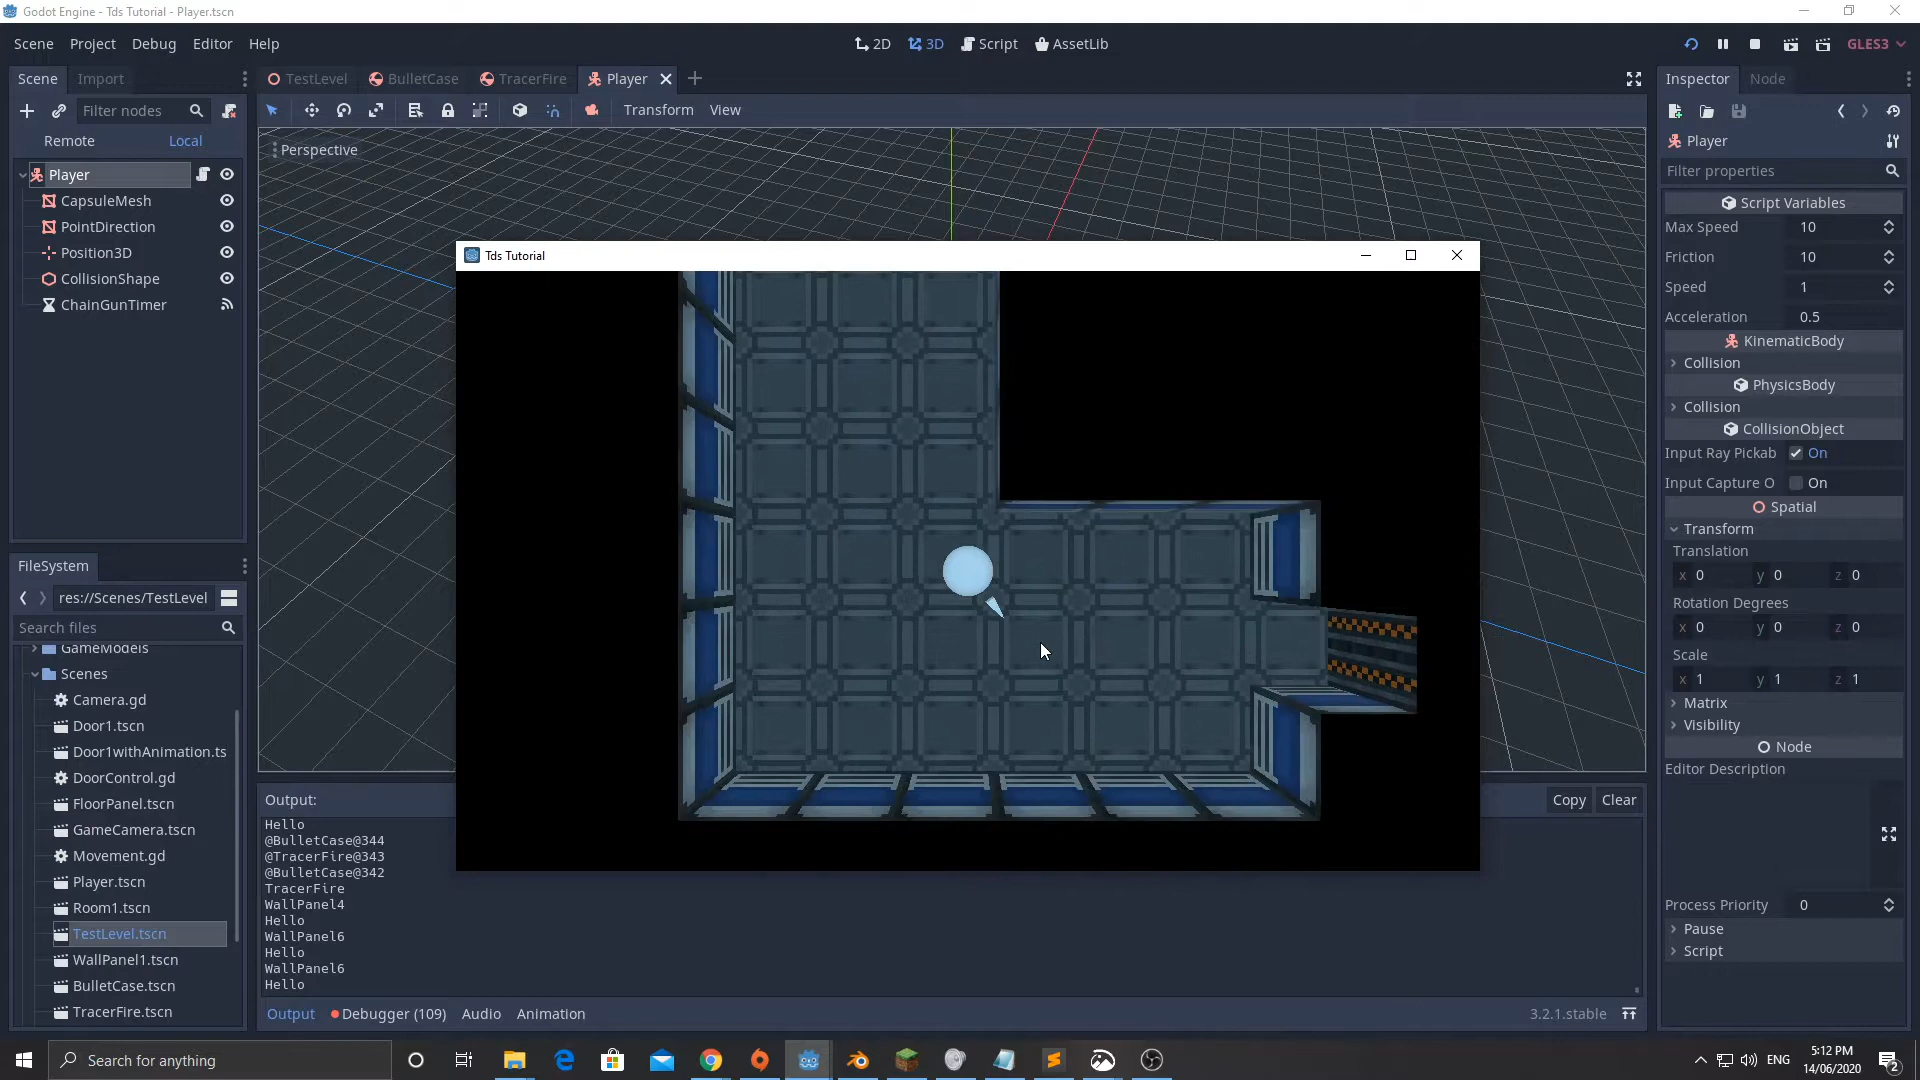 Godot Engine - Tds Tutorial - Player.tscn
Scene Project Debug Editor Help
2D 3D Script AssetLib
GLES3
Scene Import
TestLevel BulletCase TracerFire Player
Inspector Node
Filter nodes
Transform View
Remote Local
Perspective
Player
CapsuleMesh
PointDirection
Position3D
CollisionShape
ChainGunTimer
FileSystem
res://Scenes/TestLevel
Search files
GameModels
Scenes
Camera.gd
Door1.tscn
Door1withAnimation.ts
DoorControl.gd
FloorPanel.tscn
GameCamera.tscn
Movement.gd
Player.tscn
Room1.tscn
TestLevel.tscn
WallPanel1.tscn
BulletCase.tscn
TracerFire.tscn
Tds Tutorial
Output:
Copy Clear
Hello
@BulletCase@344
@TracerFire@343
@BulletCase@342
TracerFire
WallPanel4
Hello
WallPanel6
Hello
WallPanel6
Hello
Output Debugger (109) Audio Animation
3.2.1.stable
Player
Filter properties
Script Variables
Max Speed 10
Friction 10
Speed 1
Acceleration 0.5
KinematicBody
Collision
PhysicsBody
Collision
CollisionObject
Input Ray Pickab On
Input Capture O On
Spatial
Transform
Translation
x 0 y 0 z 0
Rotation Degrees
x 0 y 0 z 0
Scale
x 1 y 1 z 1
Matrix
Visibility
Node
Editor Description
Process Priority 0
Pause
Script
Search for anything
ENG
5:12 PM
14/06/2020
2